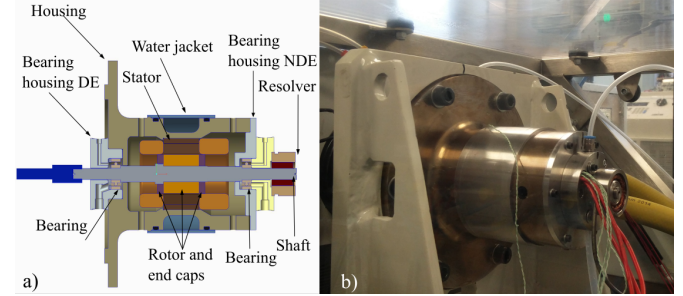 Housing
Water jacket
Bearing
housing NDE
Bearing
housing DE
Stator
Resolver
Bearing
Rotor and
end caps
Bearing
Shaft
a)
b)